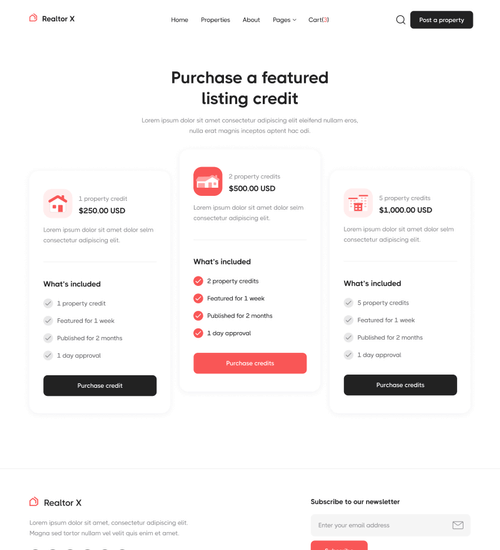 Realtor X
Home Properties About Pages Cart(3) Post a property
Purchase a featured
listing credit
Lorem ipsum dolor sit amet consectetur adipiscing elit eleifend nullam eros,
nulla erat magnis inceptos optent hac odi.
1 property credit
$250.00 USD
Lorem ipsum dolor sit amet dolor selm
consectetur adipiscing elit.
What's included
1 property credit
Featured for 1 week
Published for 2 months
1 day approval
Purchase credit
2 property credits
$500.00 USD
Lorem ipsum dolor sit amet dolor selm
consectetur adipiscing elit.
What's included
2 property credits
Featured for 1 week
Published for 2 months
1 day approval
Purchase credits
5 property credits
$1,000.00 USD
Lorem ipsum dolor sit amet dolor selm
consectetur adipiscing elit.
What's included
5 property credits
Featured for 1 week
Published for 2 months
1 day approval
Purchase credits
Realtor X
Lorem ipsum dolor sit amet, consectetur adipiscing elit.
Magna sed tortor nullam vel velit quis enim et amet.
Subscribe to our newsletter
Enter your email address